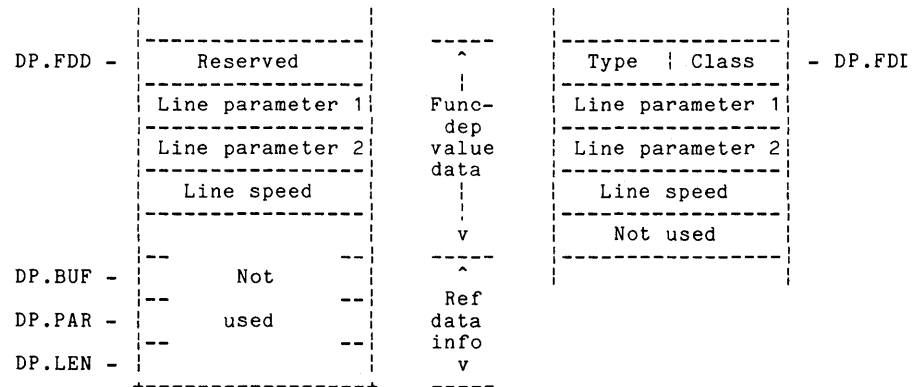 DP.FDD - Reserved ^ Type | Class - DP.FDD
Line parameter 1 Func- Line parameter 1
dep
Line parameter 2 value Line parameter 2
data
Line speed Line speed
v Not used
DP.BUF - Not ^
Ref
DP.PAR - used data
info
DP.LEN - v